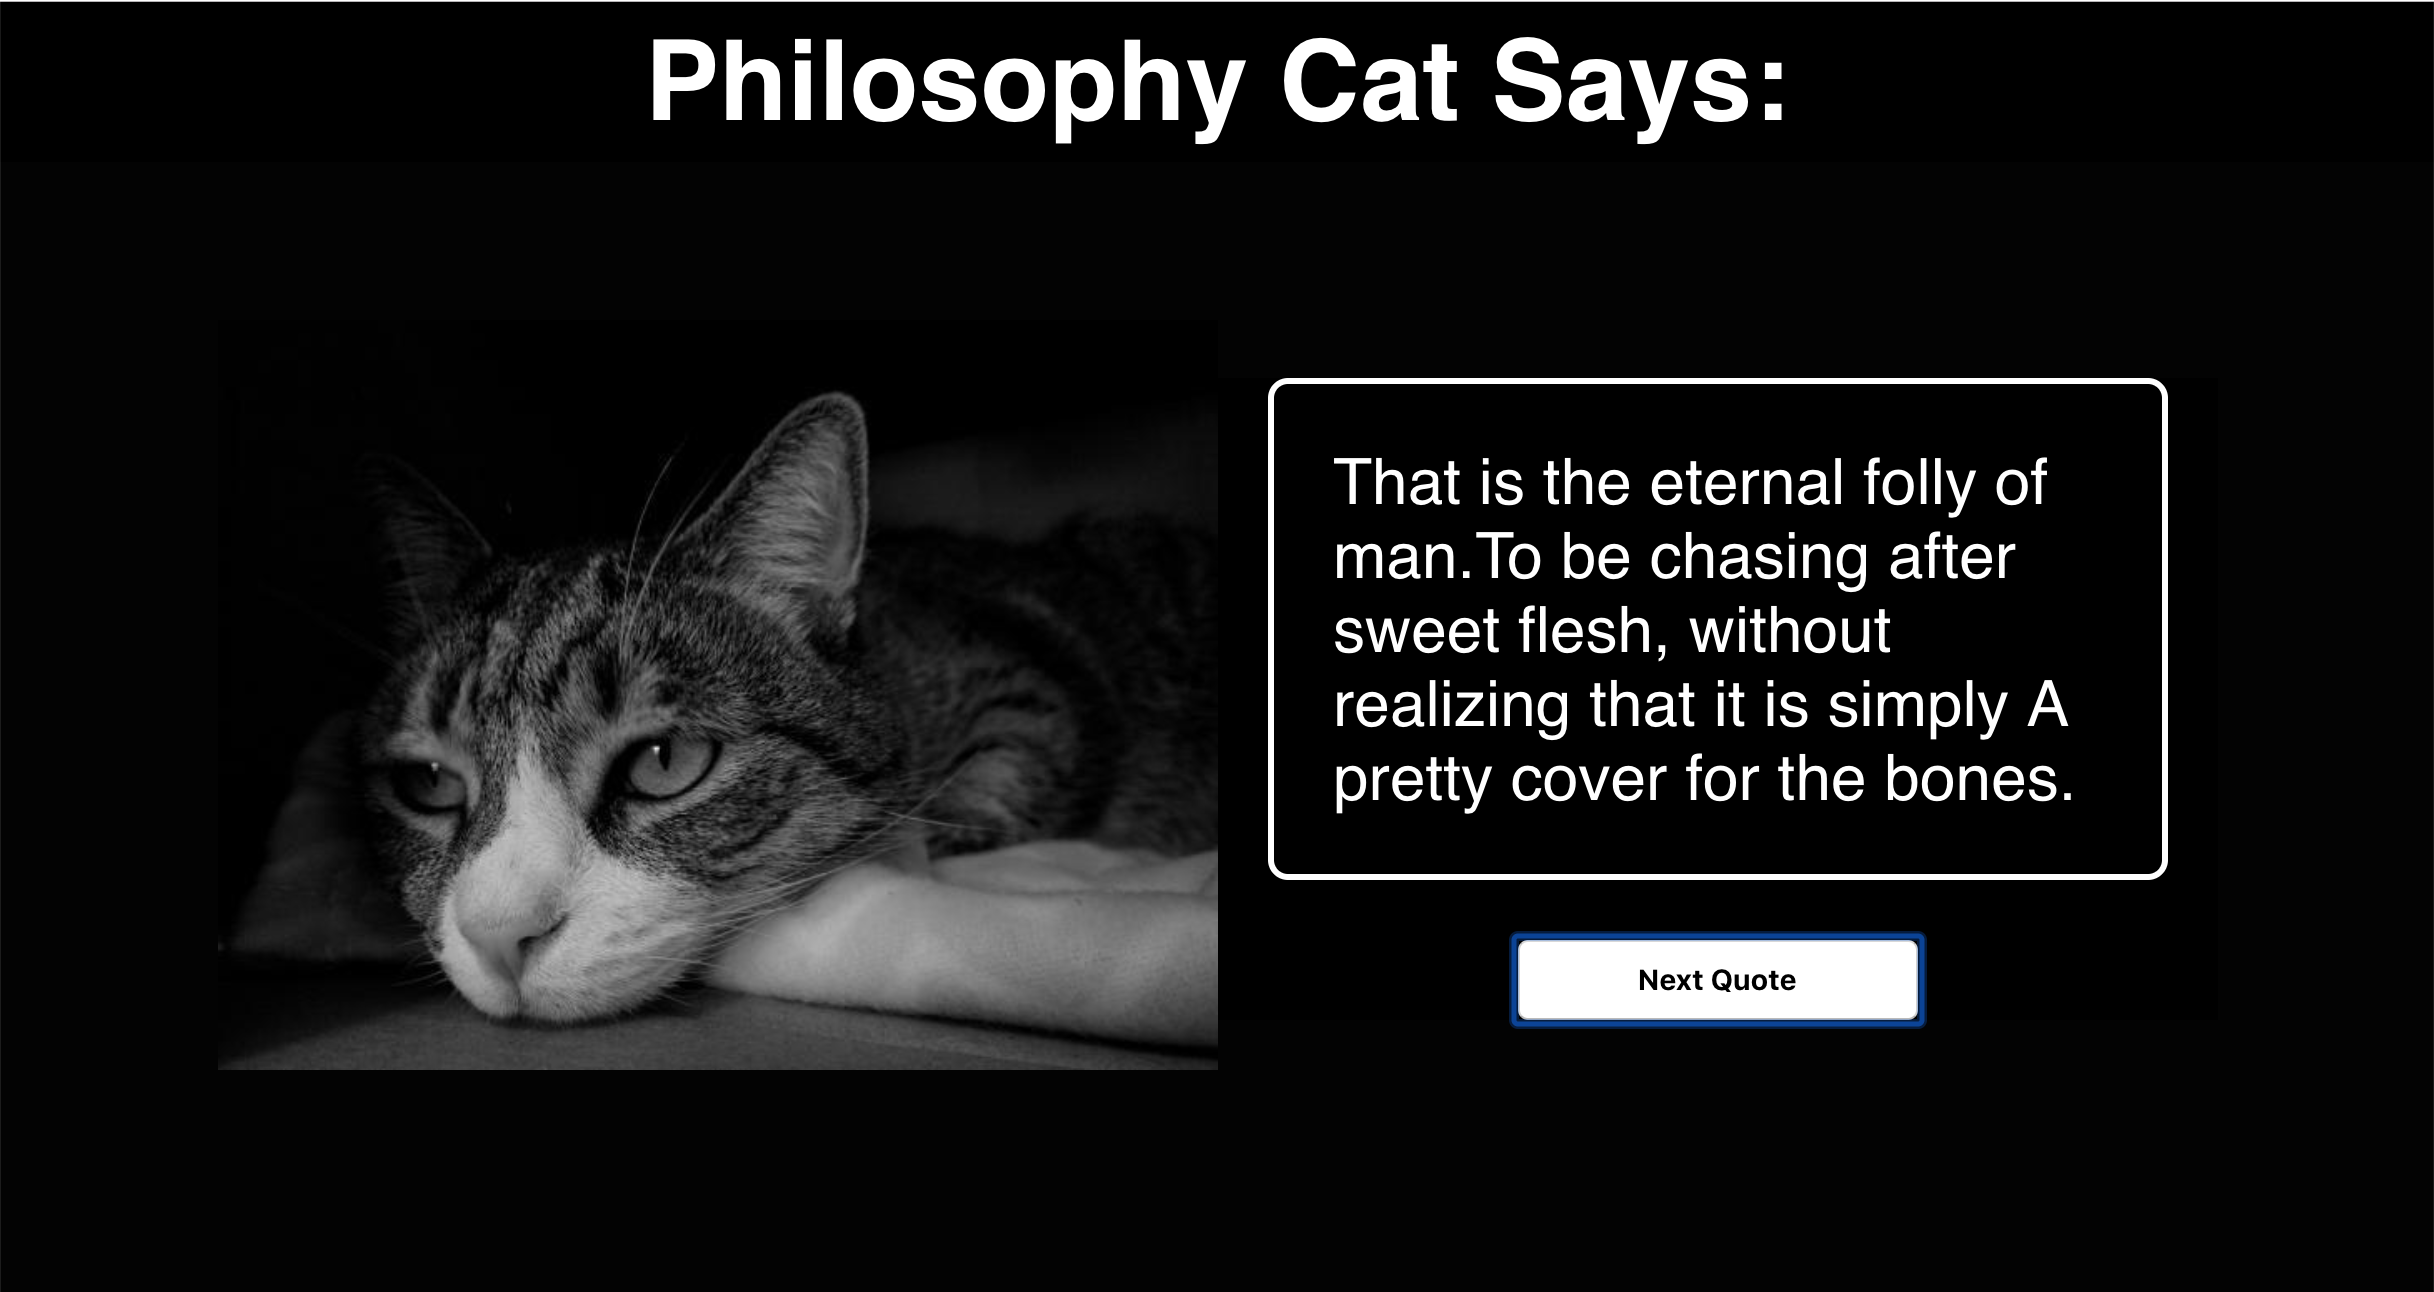 Philosophy Cat Says:
That is the eternal folly of
man.To be chasing after
sweet flesh, without
realizing that it is simply A
pretty cover for the bones.
Next Quote